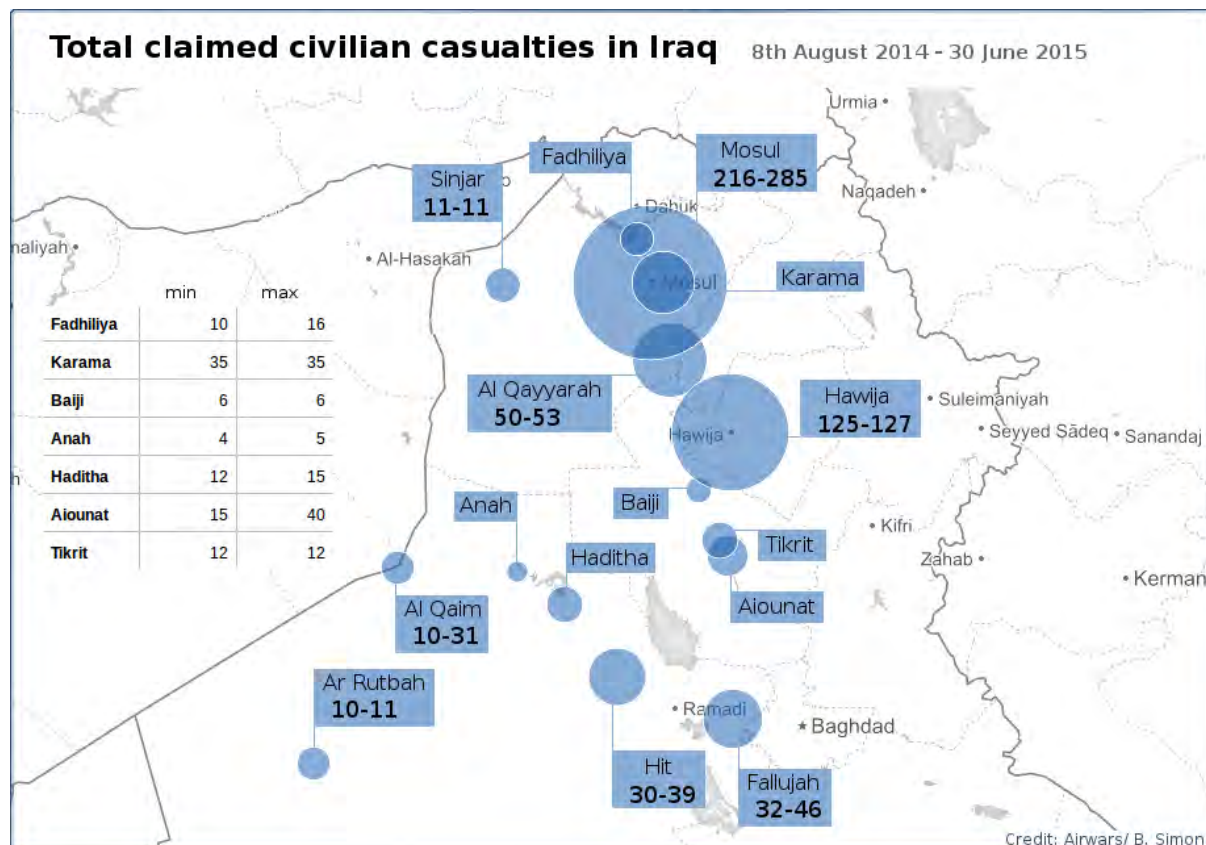 Total claimed civilian casualties in Iraq 8th August 2014 - 30 June 2015
Urmia
Fadhiliya
Mosul
216-285
Sinjar
11-11
Naqadeh
Dahuk
naliyah
Al-Hasakah
Mosul
Karama
min max
Fadhiliya 10 16
Karama 35 35
Baiji 6 6
Anah 4 5
Haditha 12 15
Aiounat 15 40
Tikrit 12 12
Al Qayyarah
50-53
Hawija
125-127
Hawija
Suleimaniyah
Seyyed Sādeq
Sanandaj
Anah
Baiji
Haditha
Tikrit
Kifri
Zahab
Kerman
Aiounat
Al Qaim
10-31
Ar Rutbah
10-11
Ramadi
Baghdad
Hit
30-39
Fallujah
32-46
Credit: Airwars/ B. Simon